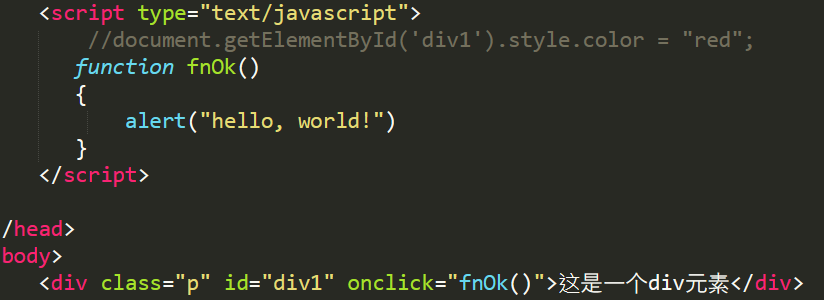 <script type="text/javascript">
//document.getElementById('div1').style.color = "red";
function fnOk()
{
alert("hello, world!")
}
</script>
/head>
body>
<div class="p" id="div1" onclick="fnOk()">这是一个div元素</div>